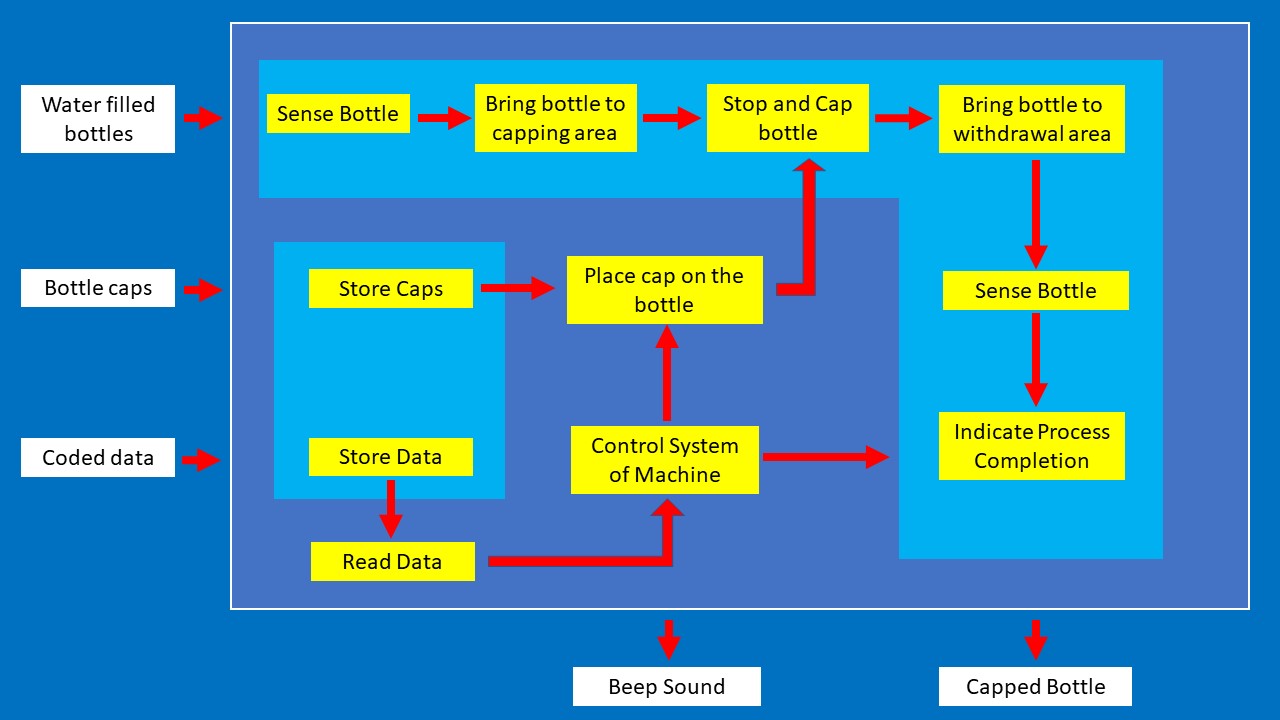 Water filled
bottles
Sense Bottle
Bring bottle to
capping area
Stop and Cap
bottle
Bring bottle to
withdrawal area
Bottle caps
Store Caps
Place cap on the
bottle
Sense Bottle
Coded data
Store Data
Control System
of Machine
Indicate Process
Completion
Read Data
Beep Sound
Capped Bottle